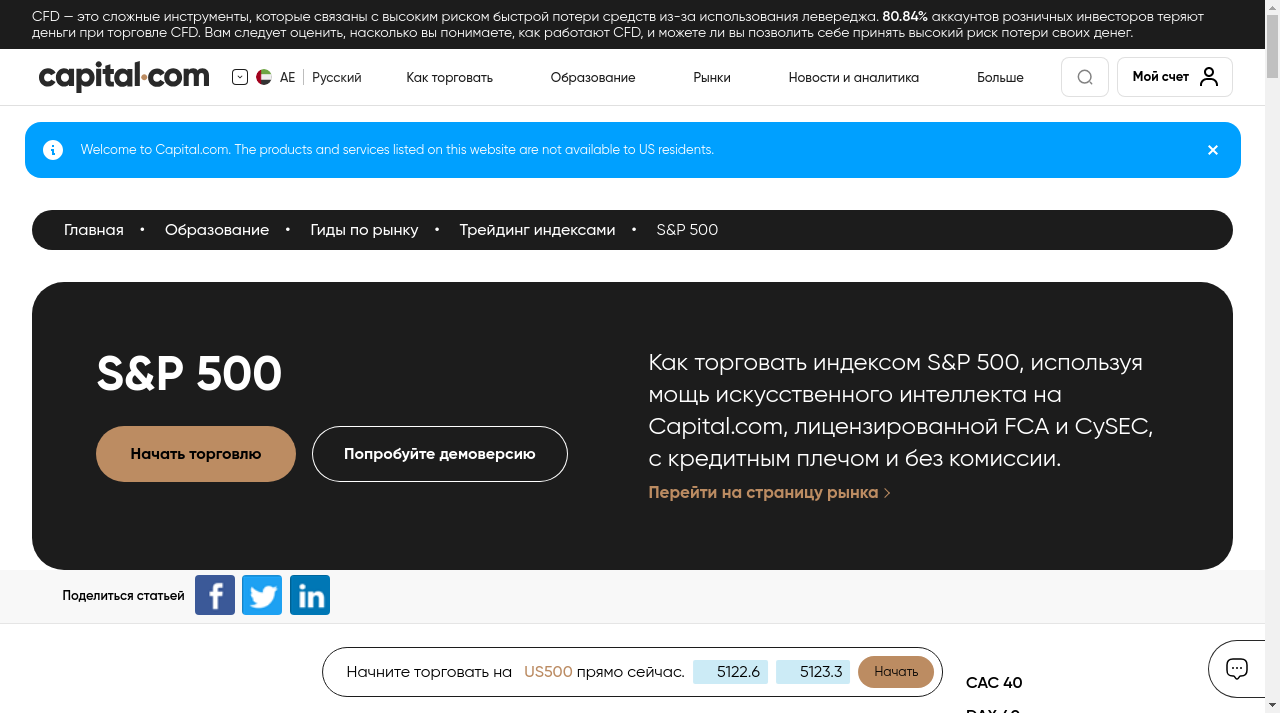 CFD — это сложные инструменты, которые связаны с высоким риском быстрой потери средств из-за использования левереджа. 80.84% аккаунтов розничных инвесторов теряют
деньги при торговле CFD. Вам следует оценить, насколько вы понимаете, как работают CFD, и можете ли вы позволить себе принять высокий риск потери своих денег.
capital.com AE Русский Как торговать Образование Рынки Новости и аналитика Больше Мой счет
Welcome to Capital.com. The products and services listed on this website are not available to US residents.
Главная • Образование • Гиды по рынку • Трейдинг индексами • S&P 500
S&P 500
Начать торговлю Попробуйте демоверсию
Как торговать индексом S&P 500, используя
мощь искусственного интеллекта на
Capital.com, лицензированной FCA и CySEC,
с кредитным плечом и без комиссии.
Перейти на страницу рынка
Поделиться статьей
Начните торговать на US500 прямо сейчас. 5122.6 5123.3 Начать
CAC 40
DAX 40